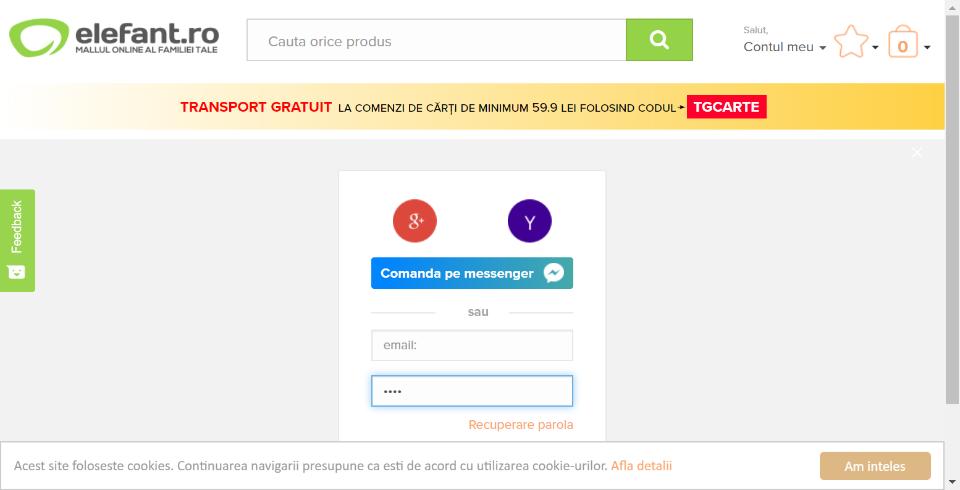 elefant.ro
MALLUL ONLINE AL FAMILIEI TALE
Cauta orice produs
Salut,
Contul meu
0
TRANSPORT GRATUIT LA COMENZI DE CĂRȚI DE MINIMUM 59.9 LEI FOLOSIND CODUL TGCARTE
Feedback
g+
Y
Comanda pe messenger
sau
email:
••••
Recuperare parola
Acest site foloseste cookies. Continuarea navigarii presupune ca esti de acord cu utilizarea cookie-urilor. Afla detalii
Am inteles